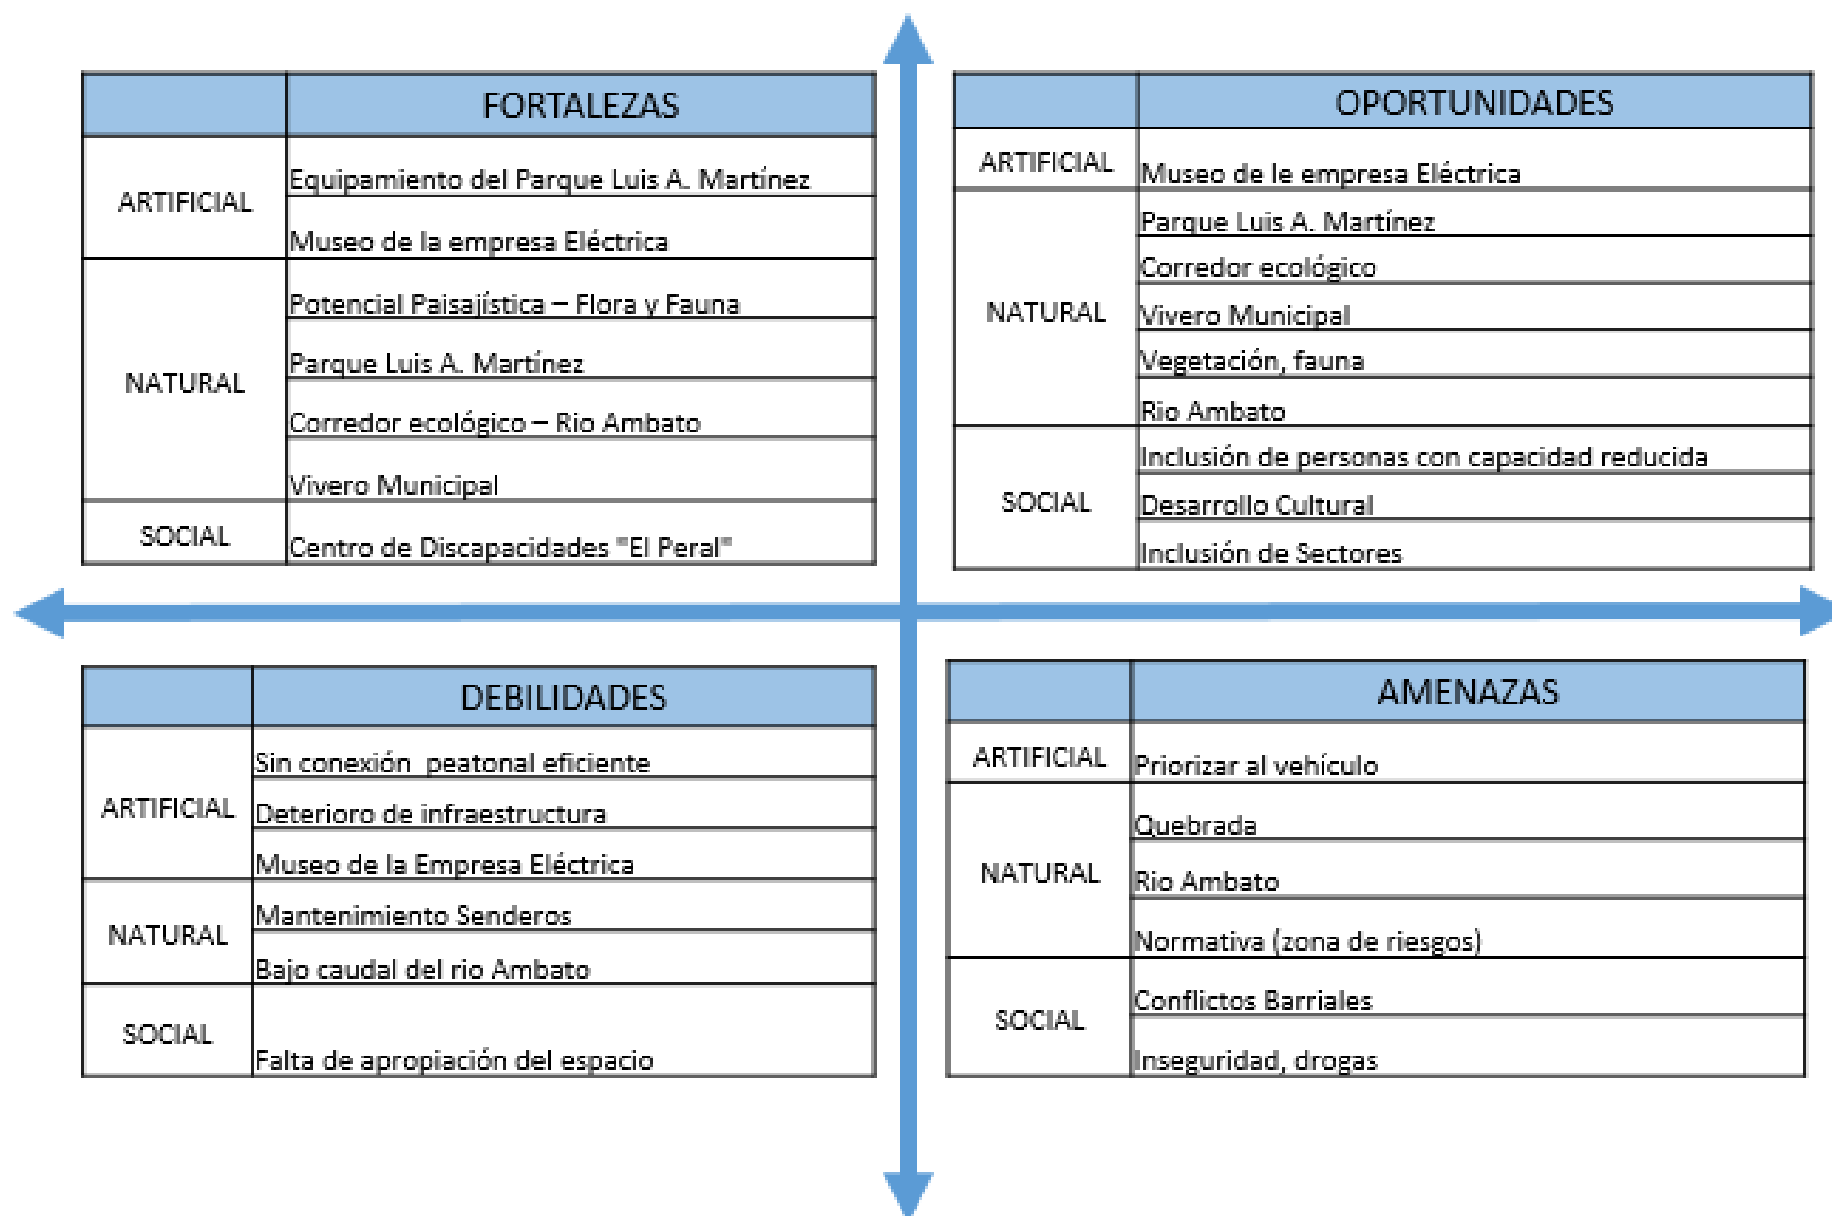 FORTALEZAS
ARTIFICIAL
Equipamiento del Parque Luis A. Martínez
Museo de la empresa Eléctrica
NATURAL
Potencial Paisajística – Flora y Fauna
Parque Luis A. Martínez
Corredor ecológico – Rio Ambato
Vivero Municipal
SOCIAL
Centro de Discapacidades "El Peral"
OPORTUNIDADES
ARTIFICIAL
Museo de le empresa Eléctrica
NATURAL
Parque Luis A. Martínez
Corredor ecológico
Vivero Municipal
Vegetación, fauna
Rio Ambato
SOCIAL
Inclusión de personas con capacidad reducida
Desarrollo Cultural
Inclusión de Sectores
DEBILIDADES
ARTIFICIAL
Sin conexión peatonal eficiente
Deterioro de infraestructura
Museo de la Empresa Eléctrica
NATURAL
Mantenimiento Senderos
Bajo caudal del rio Ambato
SOCIAL
Falta de apropiación del espacio
AMENAZAS
ARTIFICIAL
Priorizar al vehículo
NATURAL
Quebrada
Rio Ambato
Normativa (zona de riesgos)
SOCIAL
Conflictos Barriales
Inseguridad, drogas